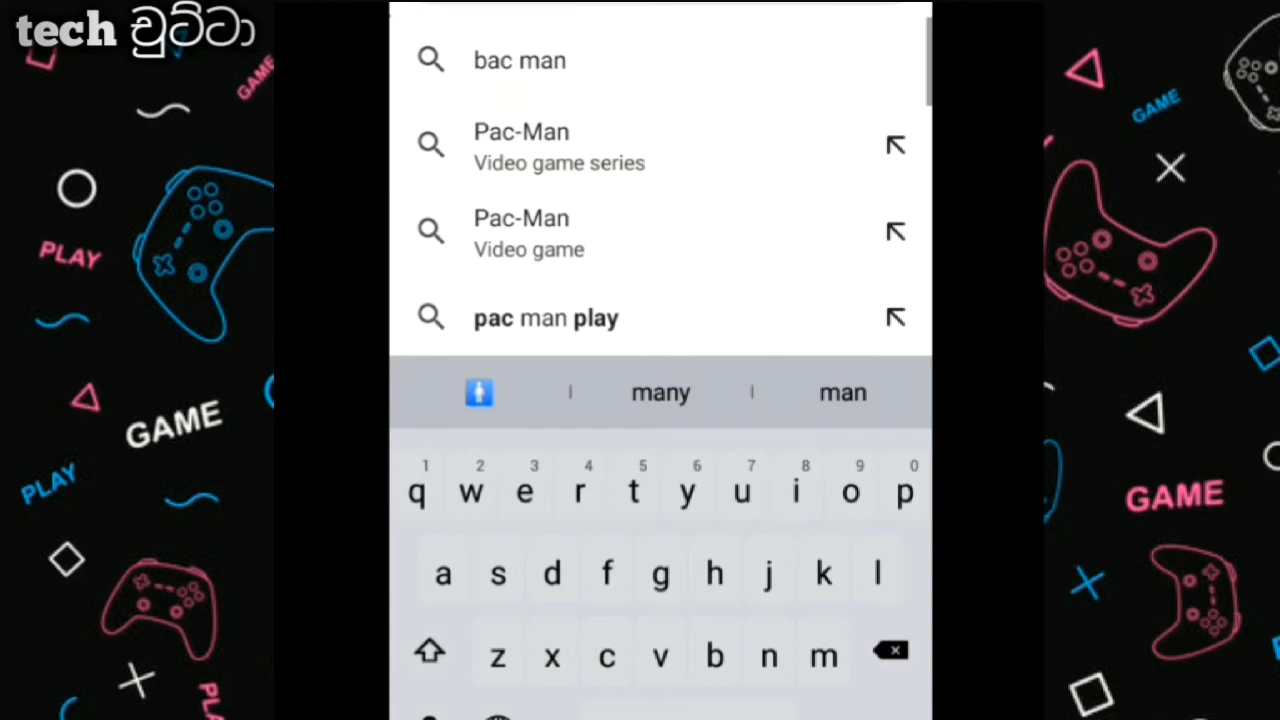 tech චුට්ටා
bac man
Pac-Man
Video game series
Pac-Man
Video game
pac man play
many
man
1 2 3 4 5 6 7 8 9 0
q w e r t y u i o p
a s d f g h j k l
z x c v b n m
GAME
PLAY
GAME
PLAY
GAME
GAME